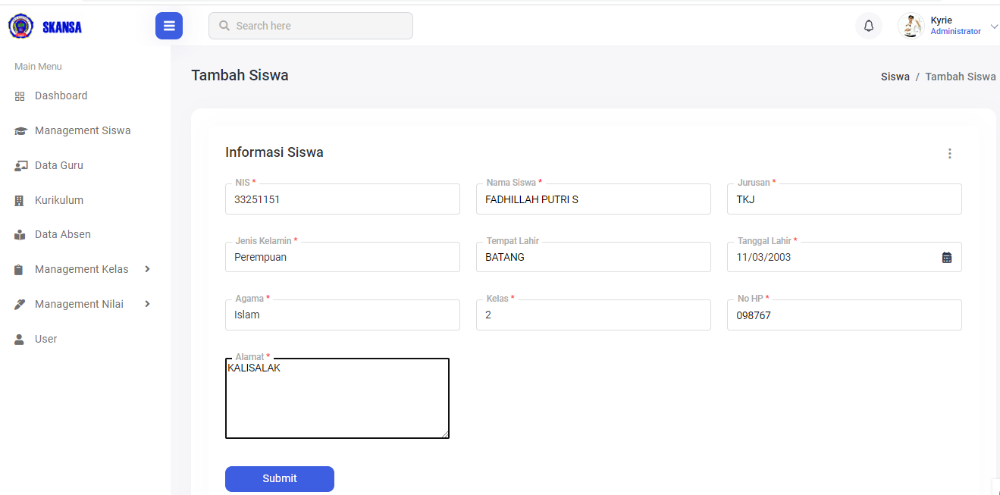 SKANSA
Search here
Kyrie
Administrator
Main Menu
Dashboard
Management Siswa
Data Guru
Kurikulum
Data Absen
Management Kelas
Management Nilai
User
Tambah Siswa
Siswa / Tambah Siswa
Informasi Siswa
NIS *
33251151
Nama Siswa *
FADHILLAH PUTRI S
Jurusan *
TKJ
Jenis Kelamin *
Perempuan
Tempat Lahir
BATANG
Tanggal Lahir *
11/03/2003
Agama *
Islam
Kelas *
2
No HP *
098767
Alamat *
KALISALAK
Submit